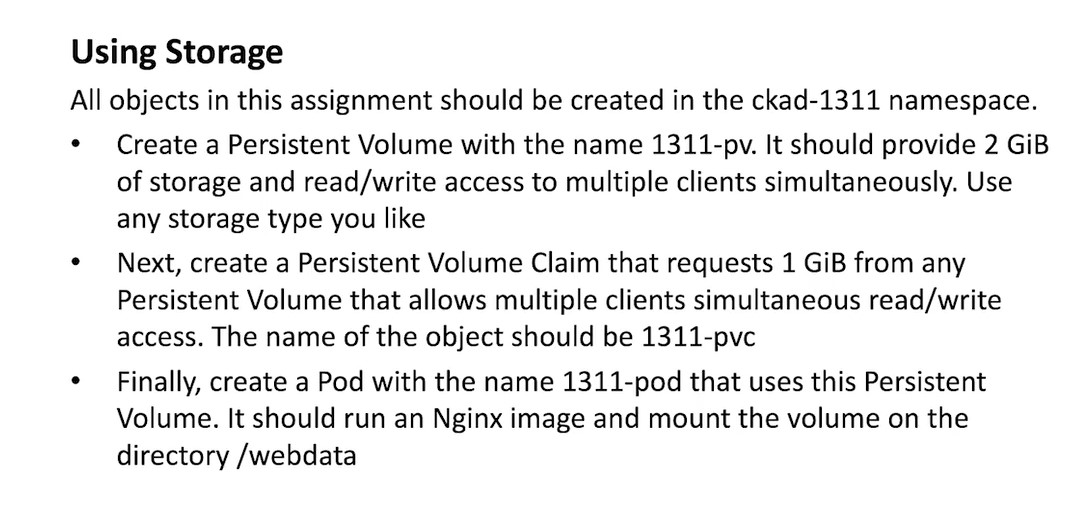 Using Storage
All objects in this assignment should be created in the ckad-1311 namespace.
• Create a Persistent Volume with the name 1311-pv. It should provide 2 GiB
of storage and read/write access to multiple clients simultaneously. Use
any storage type you like
• Next, create a Persistent Volume Claim that requests 1 GiB from any
Persistent Volume that allows multiple clients simultaneous read/write
access. The name of the object should be 1311-pvc
• Finally, create a Pod with the name 1311-pod that uses this Persistent
Volume. It should run an Nginx image and mount the volume on the
directory /webdata